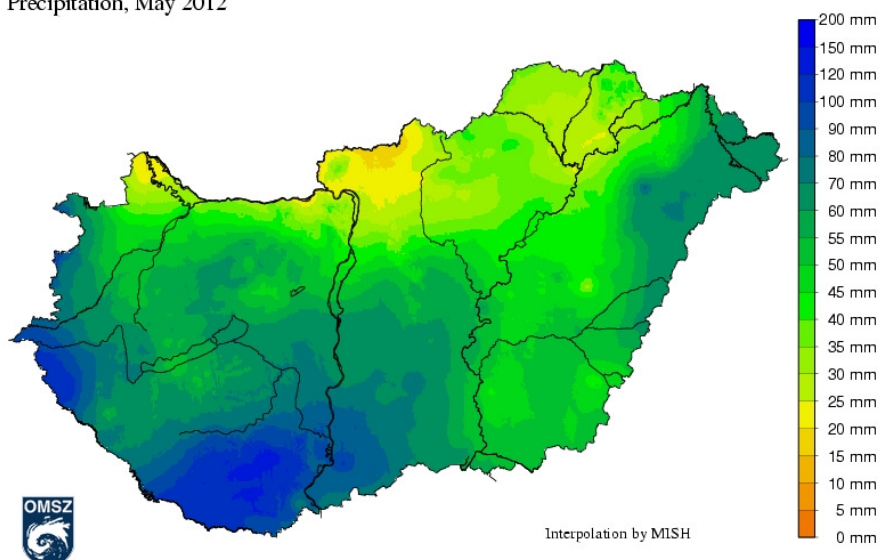 Precipitation, May 2012
200 mm
150 mm
120 mm
100 mm
90 mm
80 mm
70 mm
60 mm
55 mm
50 mm
45 mm
40 mm
35 mm
30 mm
25 mm
20 mm
15 mm
10 mm
5 mm
0 mm
OMSZ
Interpolation by MISH